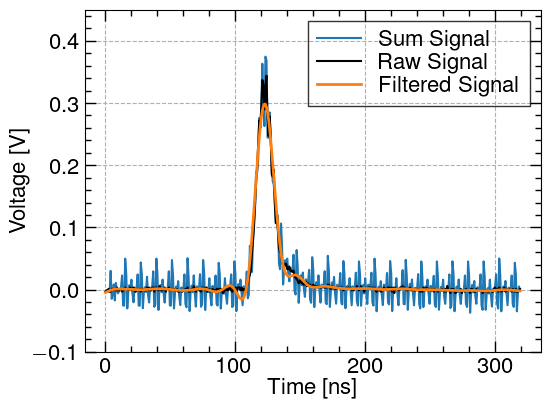 Sum Signal
Raw Signal
Filtered Signal
0.4
0.3
0.2
0.1
0.0
−0.1
Voltage [V]
0
100
200
300
Time [ns]